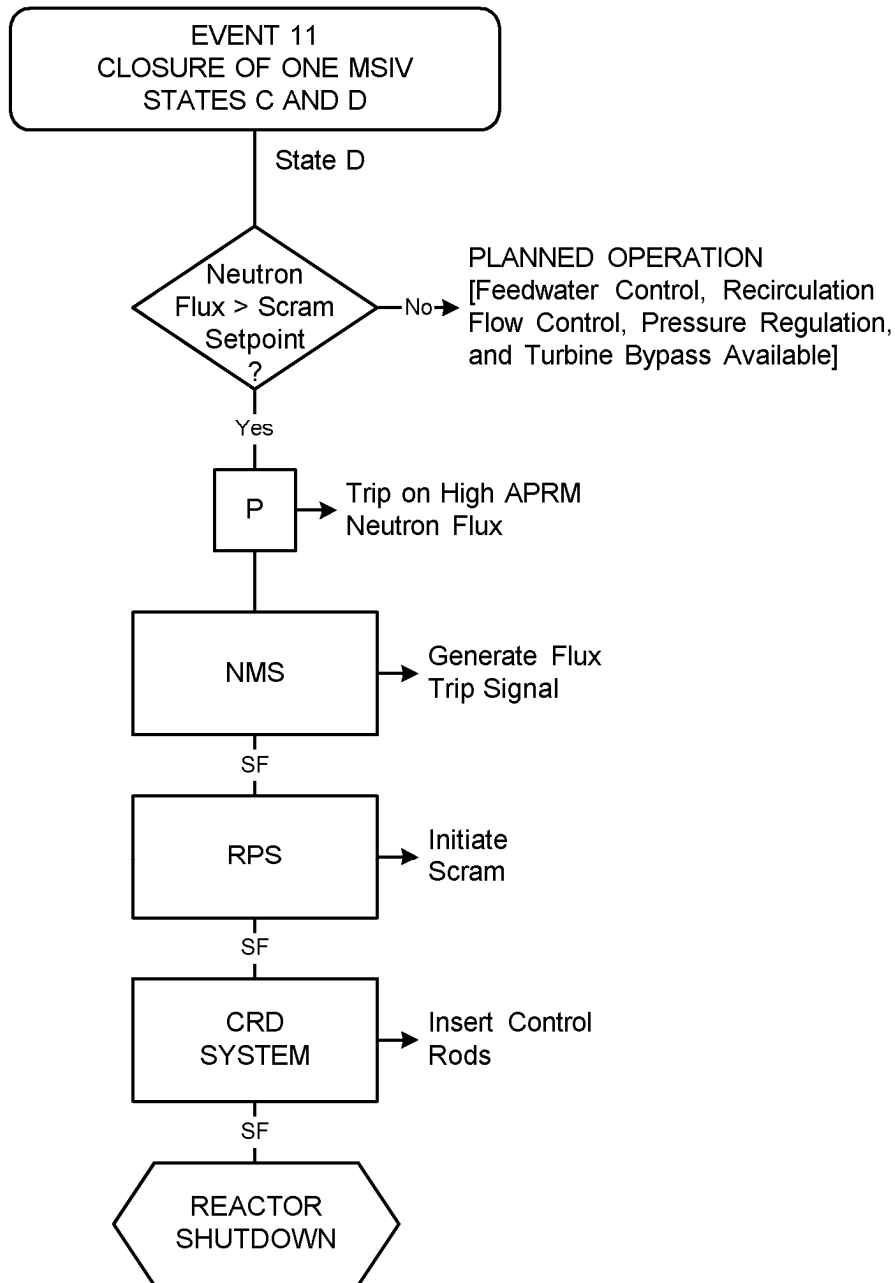 EVENT 11
CLOSURE OF ONE MSIV
STATES C AND D
State D
Neutron
Flux > Scram
Setpoint
?
No
PLANNED OPERATION
[Feedwater Control, Recirculation
Flow Control, Pressure Regulation,
and Turbine Bypass Available]
Yes
P
Trip on High APRM
Neutron Flux
NMS
Generate Flux
Trip Signal
SF
RPS
Initiate
Scram
SF
CRD
SYSTEM
Insert Control
Rods
SF
REACTOR
SHUTDOWN